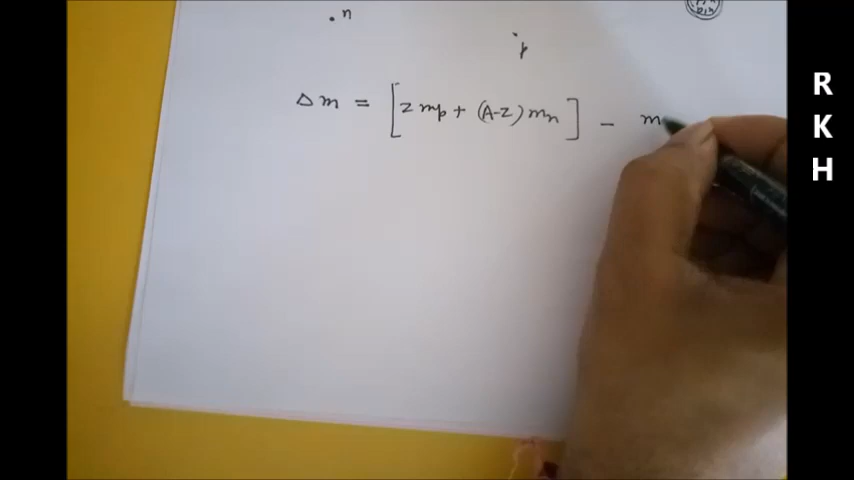 . n
p
Δm = [z mp + (A-Z) mn] - m
R
K
H